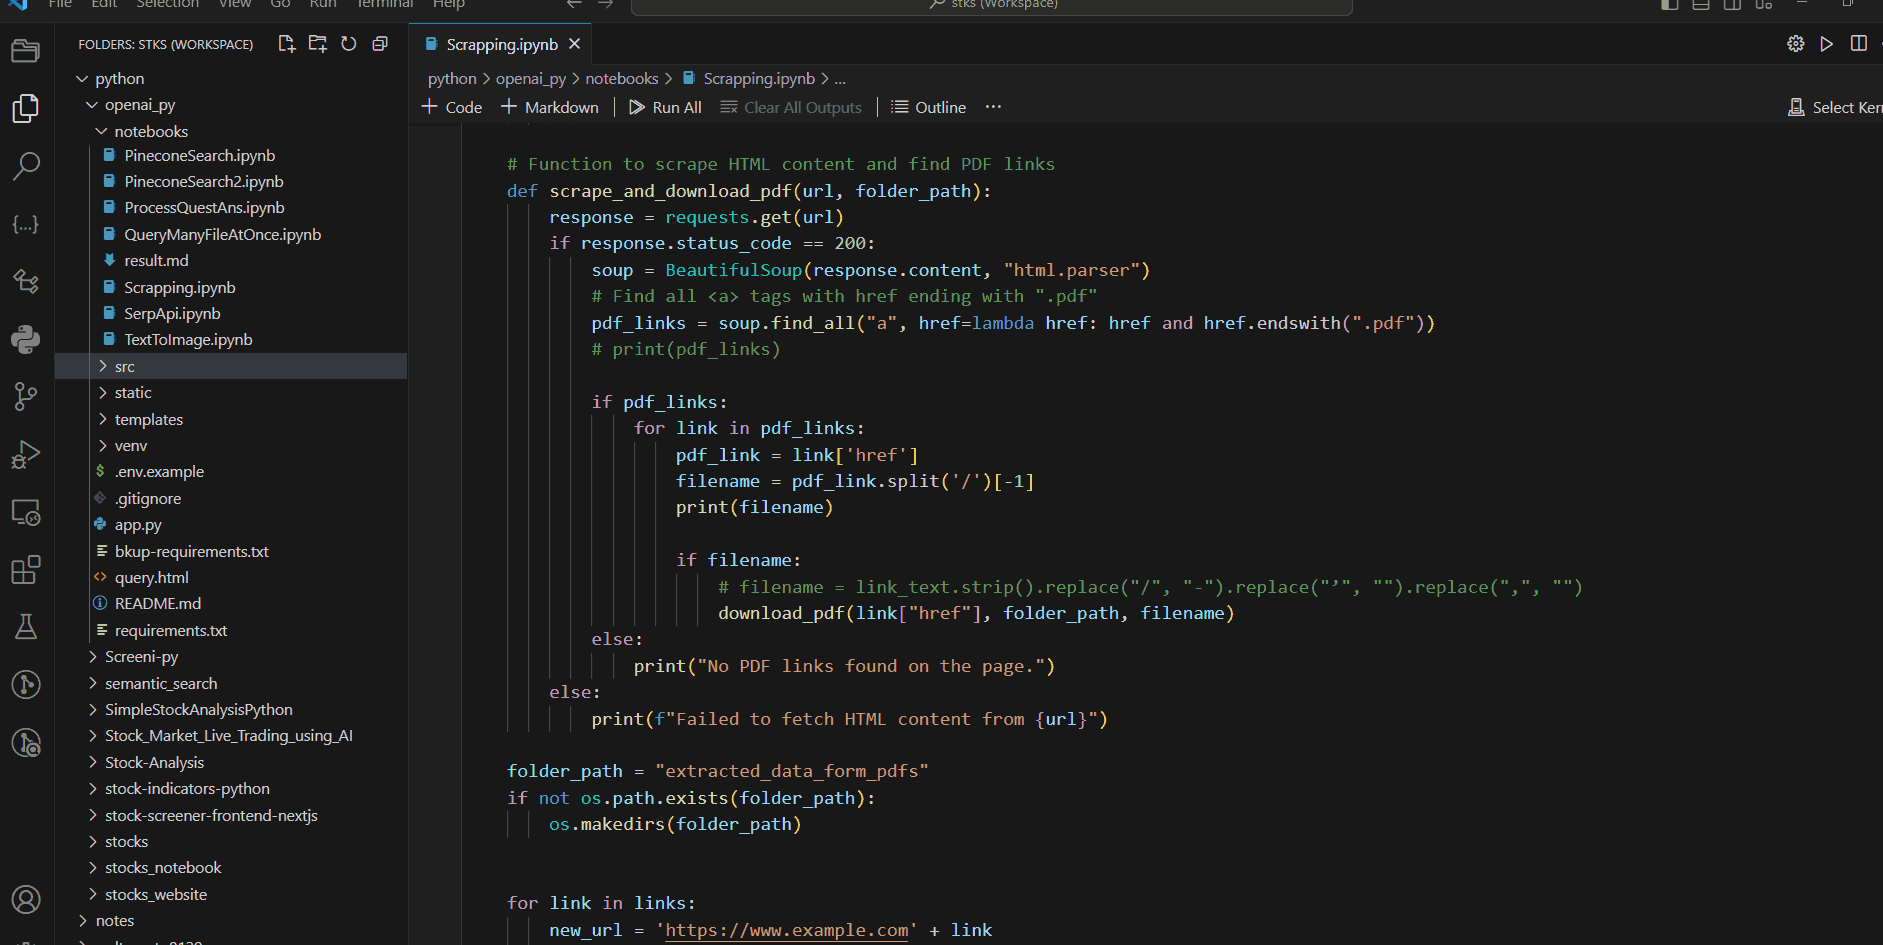 File Edit Selection View Go Run Terminal Help
stks (Workspace)
FOLDERS: STKS (WORKSPACE)
python
openai_py
notebooks
PineconeSearch.ipynb
PineconeSearch2.ipynb
ProcessQuestAns.ipynb
QueryManyFileAtOnce.ipynb
result.md
Scrapping.ipynb
SerpApi.ipynb
TextToImage.ipynb
src
static
templates
venv
.env.example
.gitignore
app.py
bkup-requirements.txt
query.html
README.md
requirements.txt
Screeni-py
semantic_search
SimpleStockAnalysisPython
Stock_Market_Live_Trading_using_AI
Stock-Analysis
stock-indicators-python
stock-screener-frontend-nextjs
stocks
stocks_notebook
stocks_website
notes
Scrapping.ipynb
python > openai_py > notebooks > Scrapping.ipynb > ...
+ Code + Markdown Run All Clear All Outputs Outline ...
Select Ker
# Function to scrape HTML content and find PDF links
def scrape_and_download_pdf(url, folder_path):
    response = requests.get(url)
    if response.status_code == 200:
        soup = BeautifulSoup(response.content, "html.parser")
        # Find all <a> tags with href ending with ".pdf"
        pdf_links = soup.find_all("a", href=lambda href: href and href.endswith(".pdf"))
        # print(pdf_links)
        if pdf_links:
            for link in pdf_links:
                pdf_link = link['href']
                filename = pdf_link.split('/')[-1]
                print(filename)
                if filename:
                    # filename = link_text.strip().replace("/", "-").replace("’", "").replace(",", "")
                    download_pdf(link["href"], folder_path, filename)
        else:
            print("No PDF links found on the page.")
    else:
        print(f"Failed to fetch HTML content from {url}")
folder_path = "extracted_data_form_pdfs"
if not os.path.exists(folder_path):
    os.makedirs(folder_path)
for link in links:
    new_url = 'https://www.example.com' + link